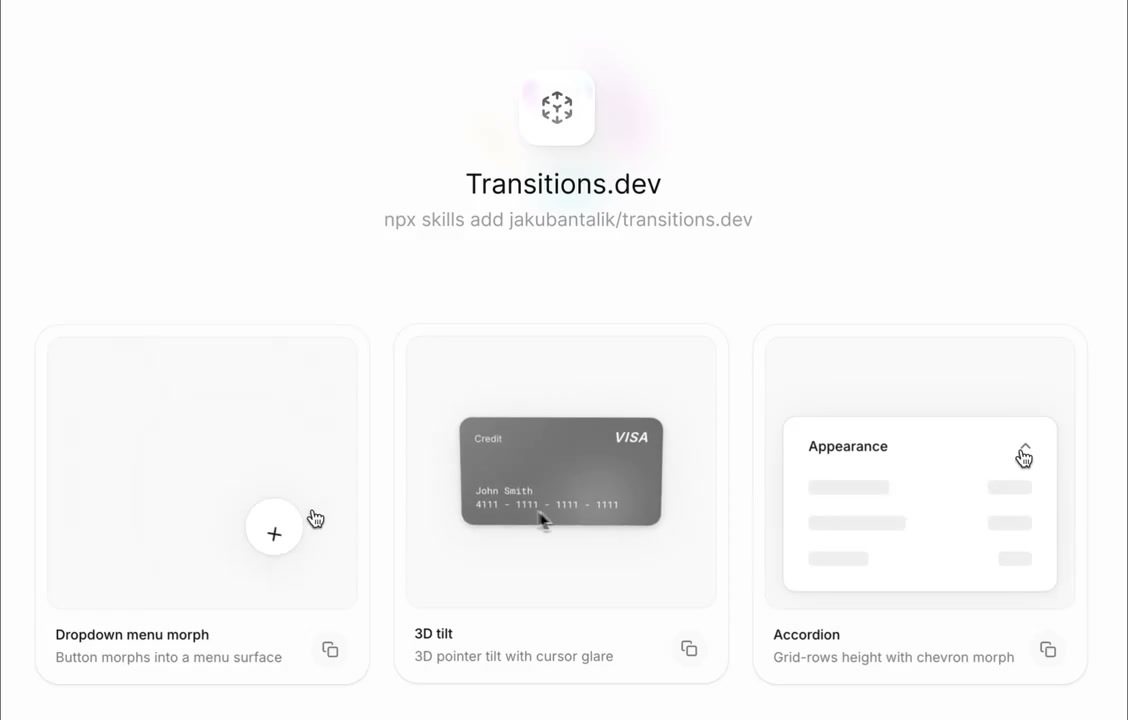 Transitions.dev
npx skills add jakubantalik/transitions.dev
Credit
VISA
John Smith
4111 - 1111 - 1111 - 1111
Appearance
Dropdown menu morph
Button morphs into a menu surface
3D tilt
3D pointer tilt with cursor glare
Accordion
Grid-rows height with chevron morph